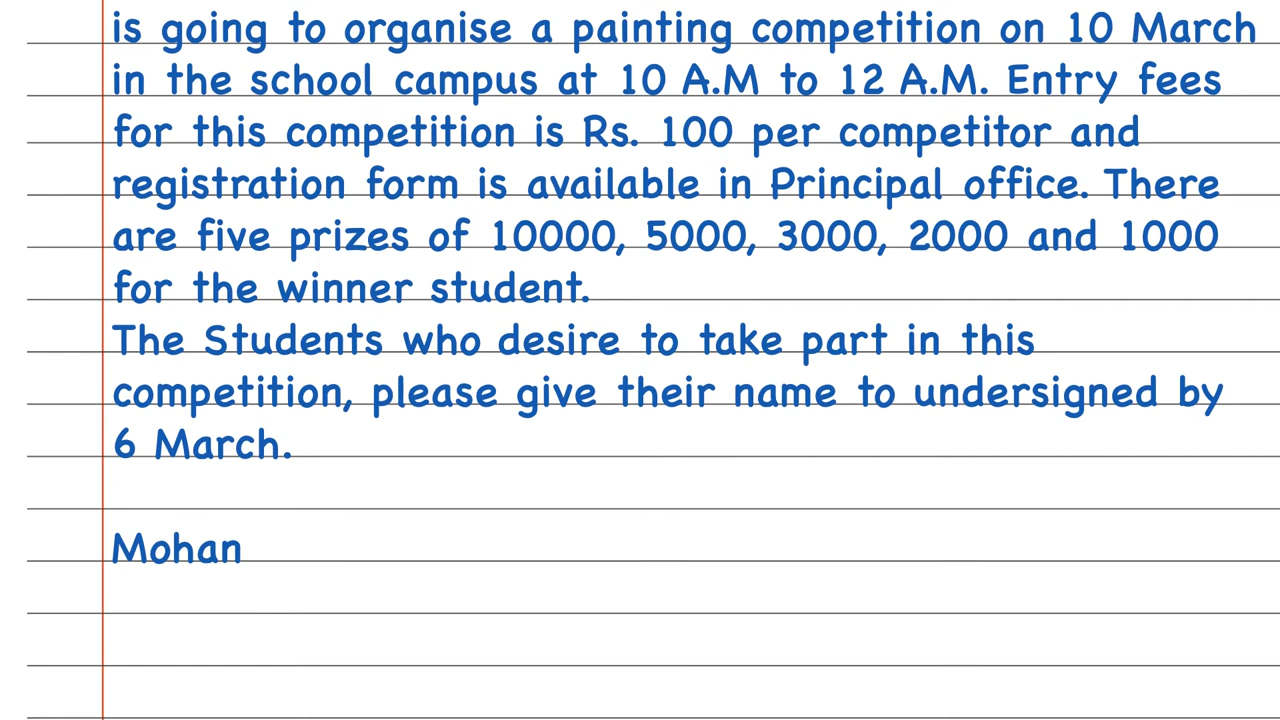 is going to organise a painting competition on 10 March
in the school campus at 10 A.M to 12 A.M. Entry fees
for this competition is Rs. 100 per competitor and
registration form is available in Principal office. There
are five prizes of 10000, 5000, 3000, 2000 and 1000
for the winner student.
The Students who desire to take part in this
competition, please give their name to undersigned by
6 March.
Mohan